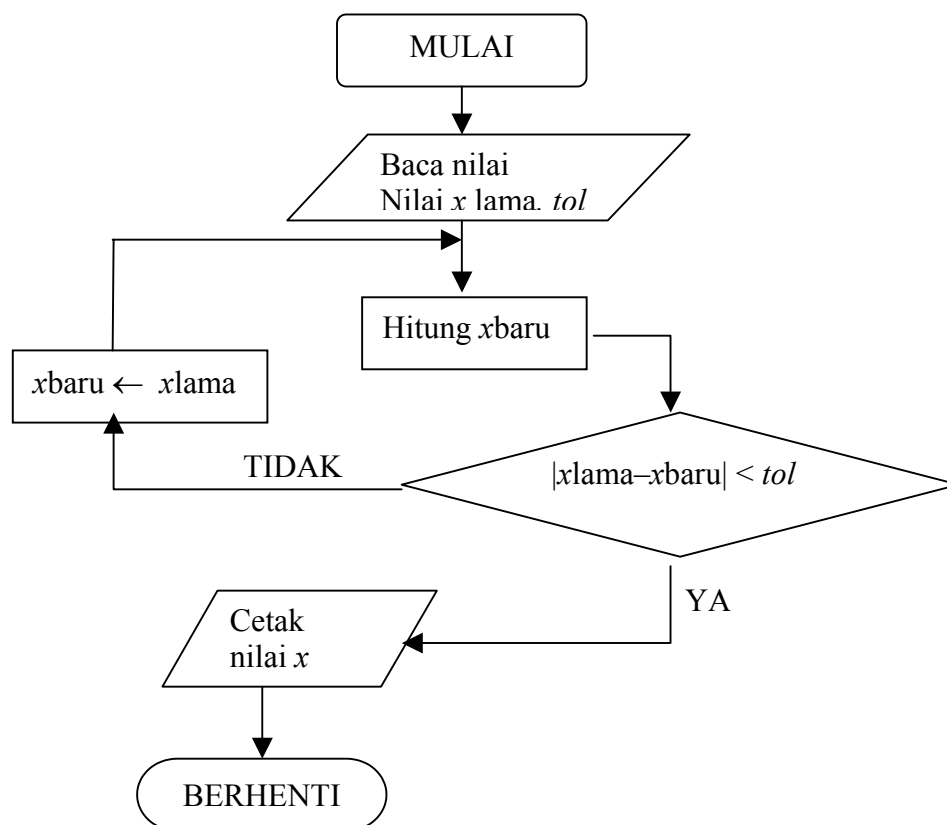 MULAI
Baca nilai
Nilai x lama, tol
Hitung xbaru
xbaru ← xlama
TIDAK
|xlama–xbaru| < tol
YA
Cetak
nilai x
BERHENTI